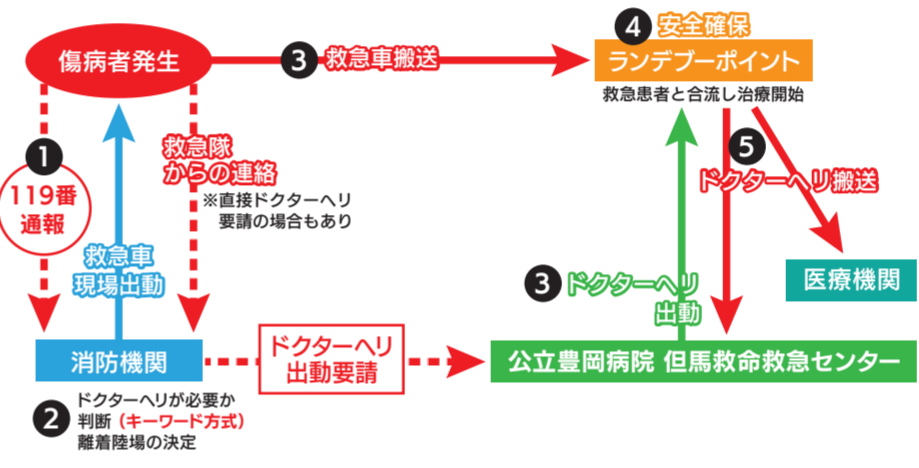 傷病者発生
❸ 救急車搬送
❹ 安全確保
ランデブーポイント
救急患者と合流し治療開始
❶
119番
通報
救急隊
からの連絡
※直接ドクターヘリ
要請の場合もあり
救急車
現場出動
❺
ドクターヘリ搬送
❸ ドクターヘリ
出動
医療機関
消防機関
ドクターヘリ
出動要請
公立豊岡病院 但馬救命救急センター
❷ ドクターヘリが必要か
判断（キーワード方式）
離着陸場の決定